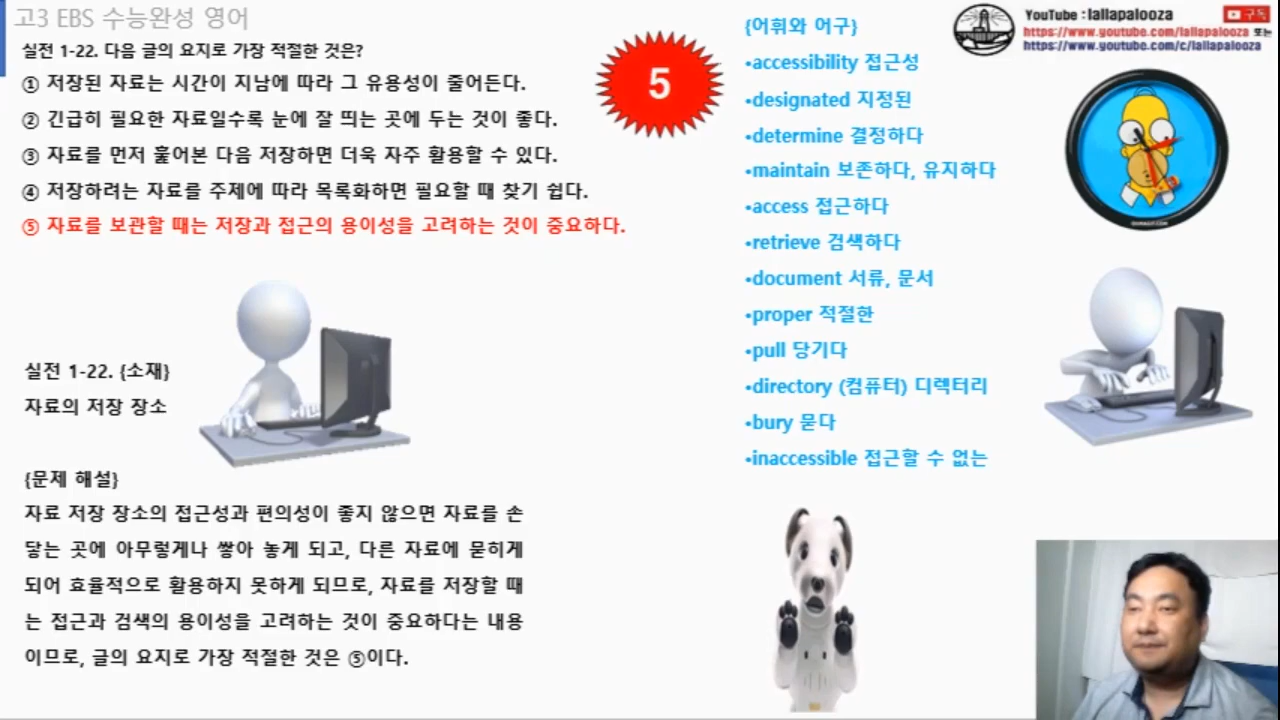 고3 EBS 수능완성 영어
실전 1-22. 다음 글의 요지로 가장 적절한 것은?
① 저장된 자료는 시간이 지남에 따라 그 유용성이 줄어든다.
② 긴급히 필요한 자료일수록 눈에 잘 띄는 곳에 두는 것이 좋다.
③ 자료를 먼저 훑어본 다음 저장하면 더욱 자주 활용할 수 있다.
④ 저장하려는 자료를 주제에 따라 목록화하면 필요할 때 찾기 쉽다.
⑤ 자료를 보관할 때는 저장과 접근의 용이성을 고려하는 것이 중요하다.
5
실전 1-22. {소재}
자료의 저장 장소
{문제 해설}
자료 저장 장소의 접근성과 편의성이 좋지 않으면 자료를 손
닿는 곳에 아무렇게나 쌓아 놓게 되고, 다른 자료에 묻히게
되어 효율적으로 활용하지 못하게 되므로, 자료를 저장할 때
는 접근과 검색의 용이성을 고려하는 것이 중요하다는 내용
이므로, 글의 요지로 가장 적절한 것은 ⑤이다.
{어휘와 어구}
•accessibility 접근성
•designated 지정된
•determine 결정하다
•maintain 보존하다, 유지하다
•access 접근하다
•retrieve 검색하다
•document 서류, 문서
•proper 적절한
•pull 당기다
•directory (컴퓨터) 디렉터리
•bury 묻다
•inaccessible 접근할 수 없는
YouTube : lallapalooza
구독
https://www.youtube.com/lallapalooza 또는
https://www.youtube.com/c/lallapalooza